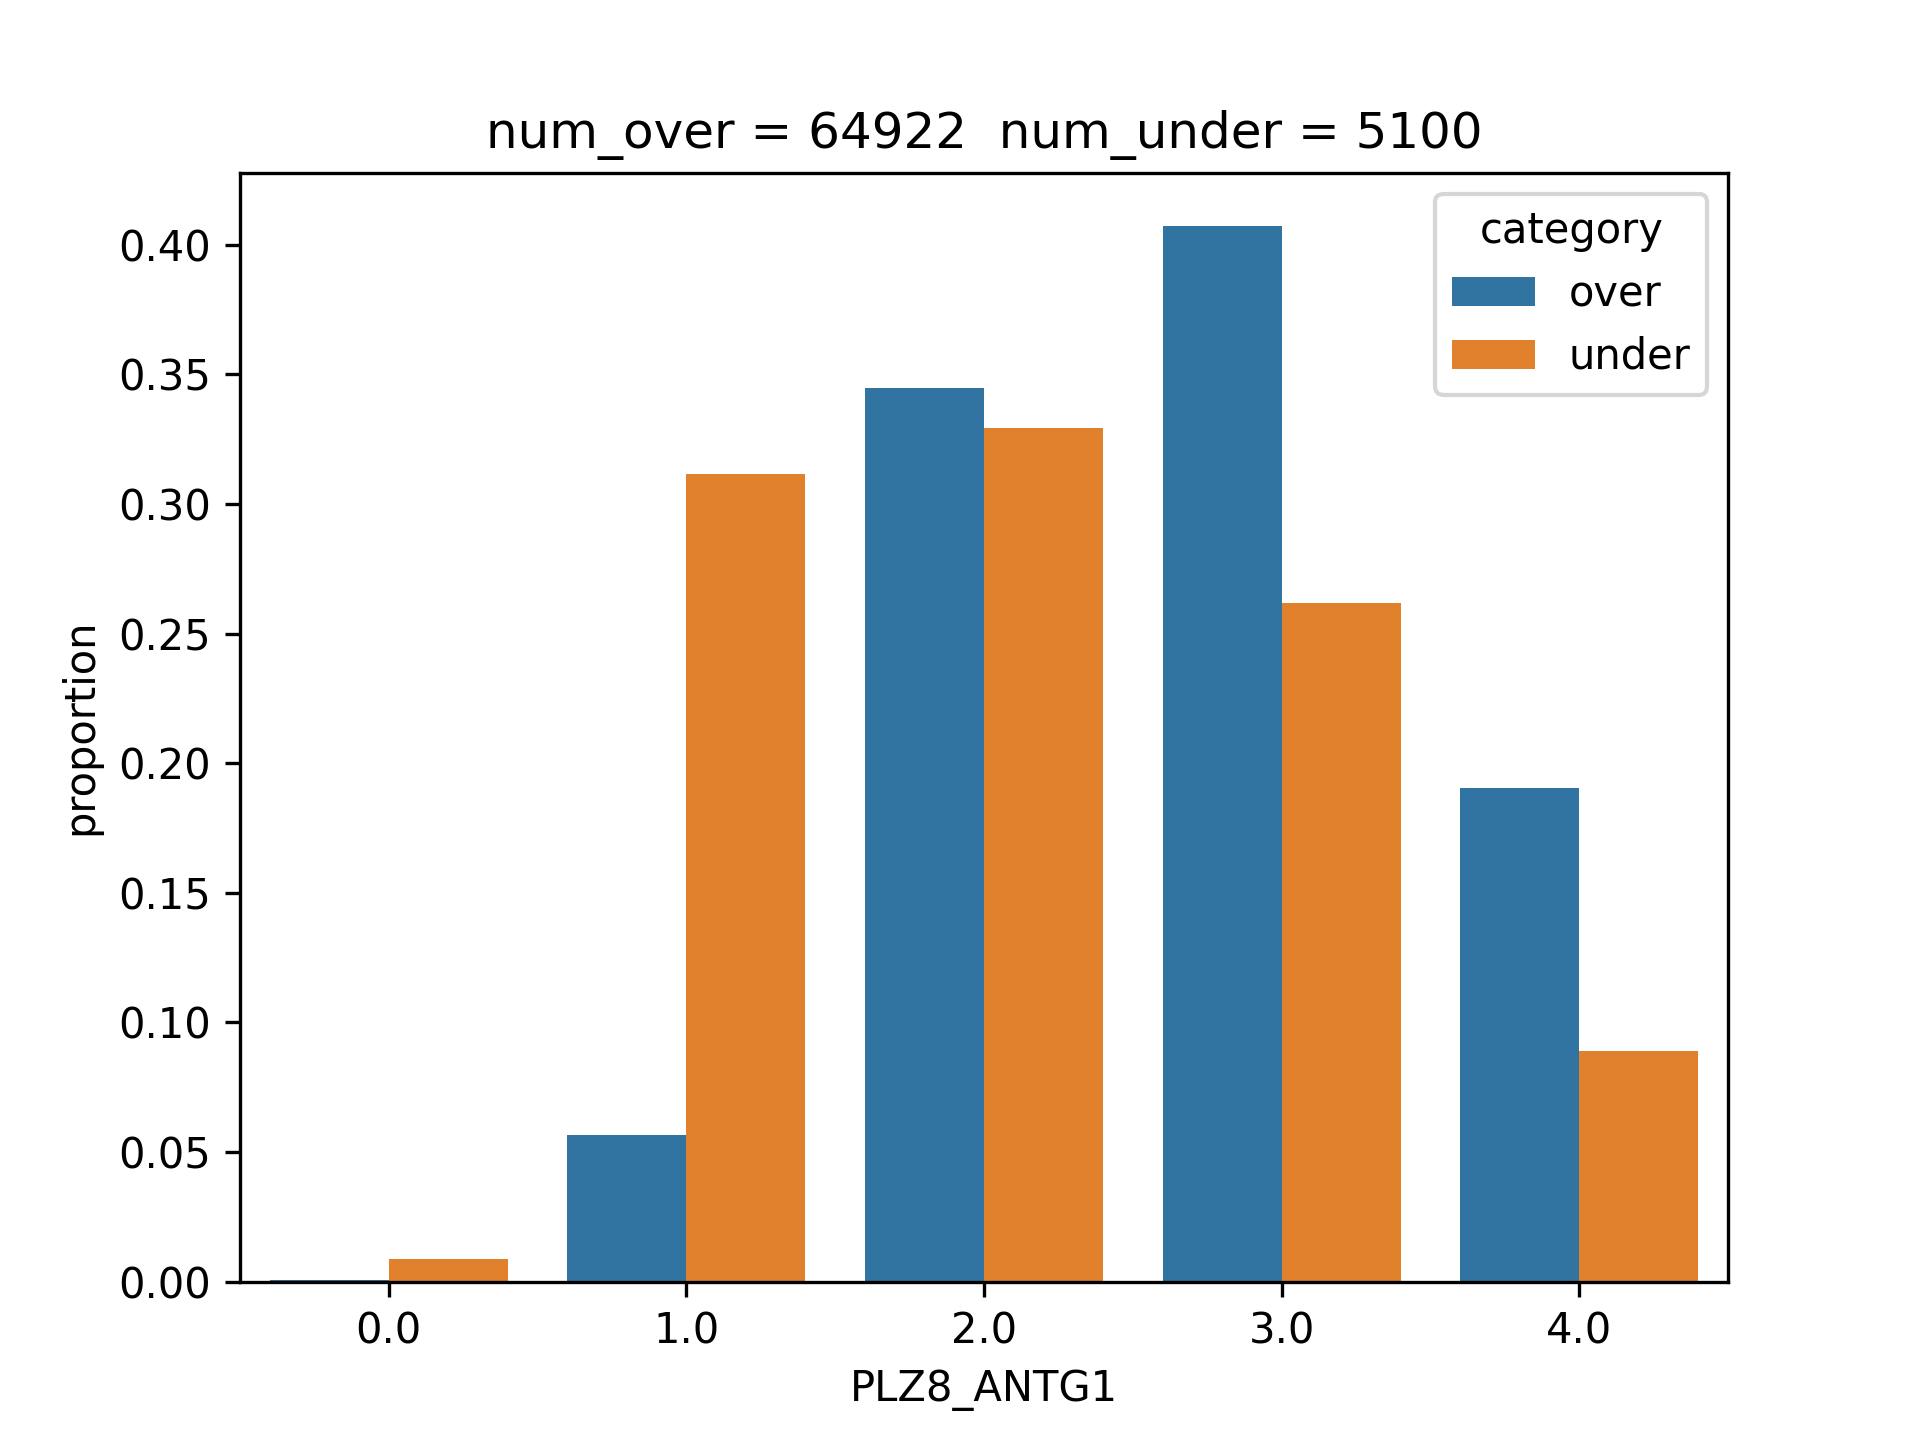 num_over = 64922  num_under = 5100
category
over
under
0.40
0.35
0.30
0.25
0.20
0.15
0.10
0.05
0.00
proportion
0.0 1.0 2.0 3.0 4.0
PLZ8_ANTG1